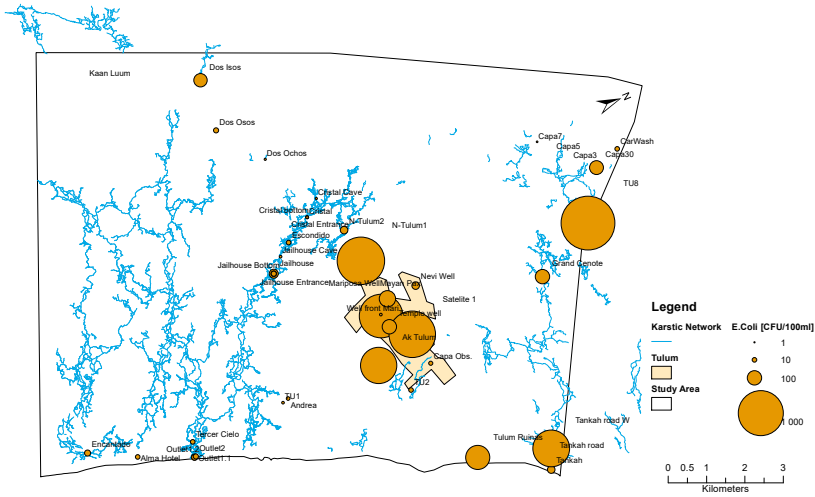 Dos Isos
Kaan Luum
Dos Osos
Capa7
CarWash
Capa5
Capa3
Capa30
Dos Ochos
TU8
Cristal Cave
Cristal
N-Tulum2
N-Tulum1
Cristal Entrance
Escondido
Jailhouse Cave
Jailhouse Bottom
Jailhouse
Grand Cenote
Nevi Well
Jailhouse Entrance
Mariposa Well
Satelite 1
Temple well
Ak Tulum
Capa Obs.
TU2
TU1
Andrea
Tercer Cielo
Encantado
Outlet2
Alma Hotel
Outlet1.1
Tulum Ruinas
Tankah road W
Tankah road
Tankah
N
Legend
Karstic Network
E.Coli [CFU/100ml]
1
Tulum
10
100
Study Area
1 000
0 0.5 1 2 3
Kilometers